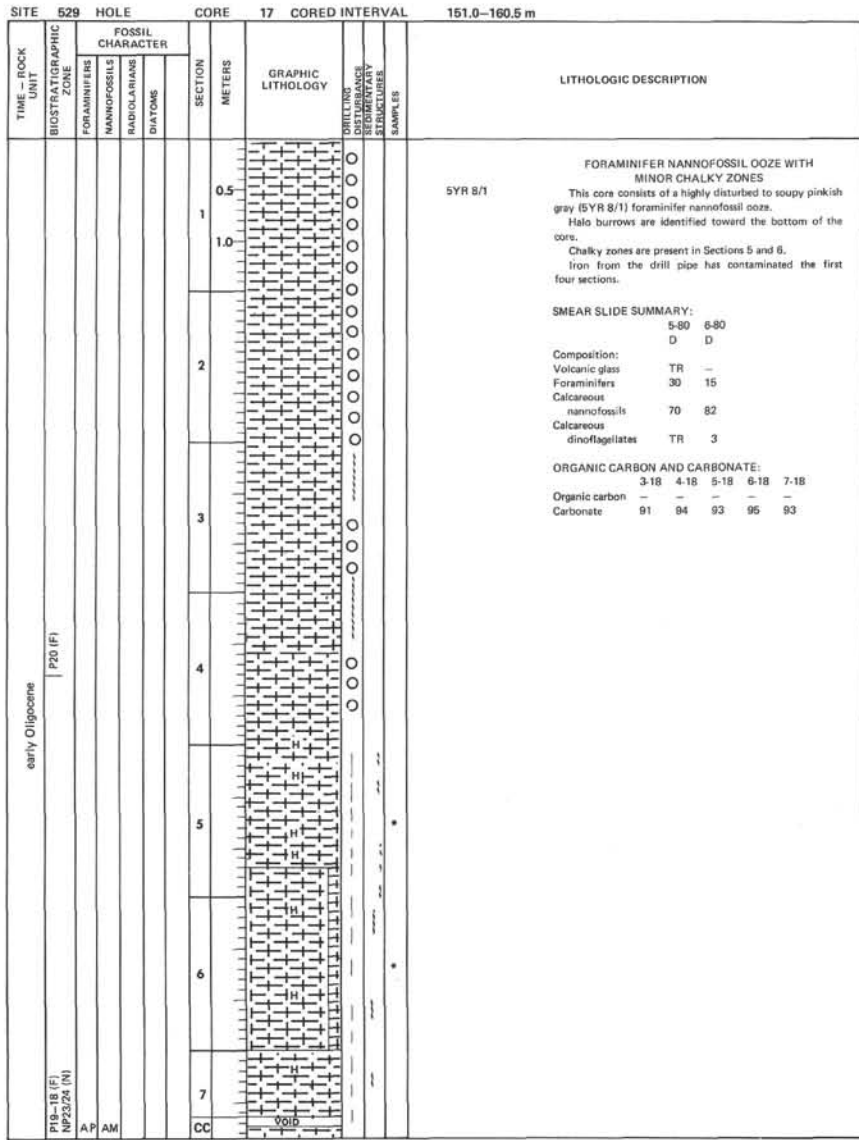 SITE 529 HOLE CORE 17 CORED INTERVAL 151.0–160.5 m
TIME – ROCK UNIT
BIOSTRATIGRAPHIC ZONE
FOSSIL CHARACTER
FORAMINIFERS
NANNOFOSSILS
RADIOLARIANS
DIATOMS
SECTION
METERS
GRAPHIC LITHOLOGY
DRILLING DISTURBANCE
SEDIMENTARY STRUCTURES
SAMPLES
LITHOLOGIC DESCRIPTION
early Oligocene
P20 (F)
P19–18 (F)
NP23/24 (N)
AP AM
0.5
1
1.0
2
3
4
H
H
5
H
H
H
6
H
H
7
VOID
CC
*
*
5YR 8/1
FORAMINIFER NANNOFOSSIL OOZE WITH
MINOR CHALKY ZONES
This core consists of a highly disturbed to soupy pinkish
gray (5YR 8/1) foraminifer nannofossil ooze.
Halo burrows are identified toward the bottom of the
core.
Chalky zones are present in Sections 5 and 6.
Iron from the drill pipe has contaminated the first
four sections.
SMEAR SLIDE SUMMARY:
5-80 6-80
D D
Composition:
Volcanic glass TR –
Foraminifers 30 15
Calcareous
nannofossils 70 82
Calcareous
dinoflagellates TR 3
ORGANIC CARBON AND CARBONATE:
3-18 4-18 5-18 6-18 7-18
Organic carbon – – – – –
Carbonate 91 94 93 95 93